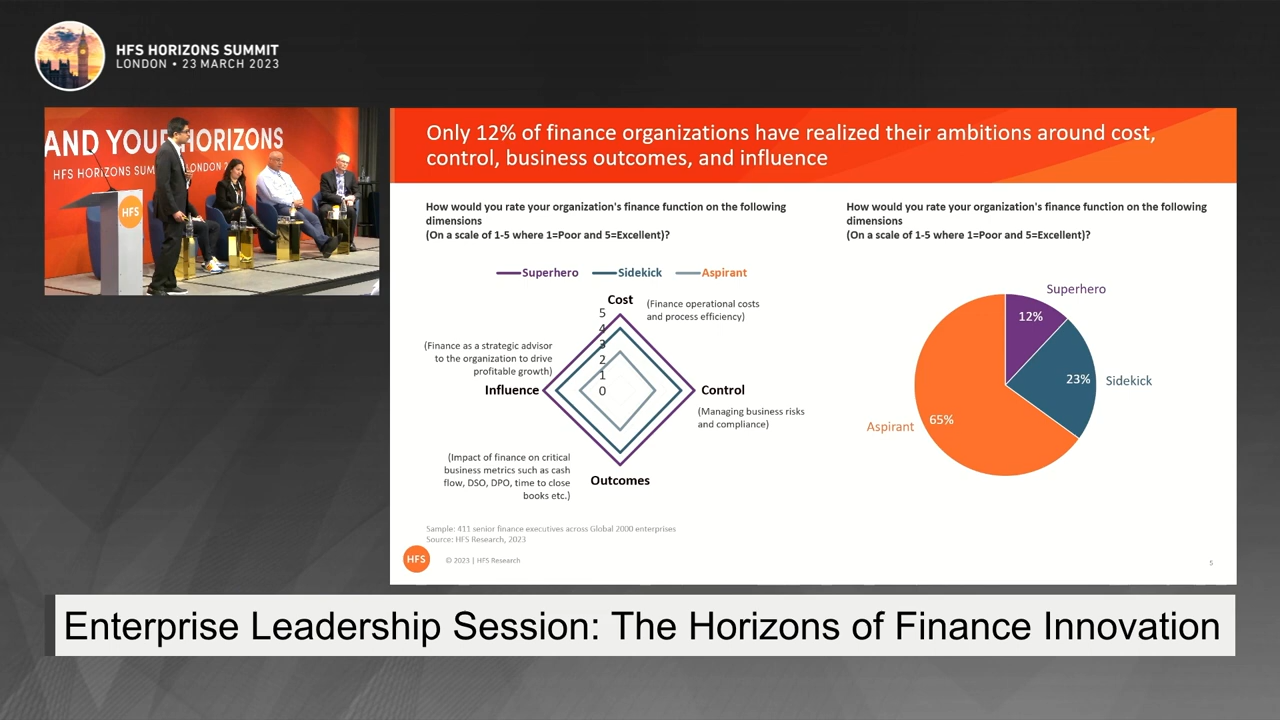 HFS HORIZONS SUMMIT
LONDON • 23 MARCH 2023
AND YOUR HORIZONS
HFS HORIZONS SUM LONDON
HFS
Only 12% of finance organizations have realized their ambitions around cost,
control, business outcomes, and influence
How would you rate your organization's finance function on the following
dimensions
(On a scale of 1-5 where 1=Poor and 5=Excellent)?
Superhero Sidekick Aspirant
Cost
(Finance operational costs
and process efficiency)
5
4
3
2
1
0
(Finance as a strategic advisor
to the organization to drive
profitable growth)
Influence
Control
(Managing business risks
and compliance)
(Impact of finance on critical
business metrics such as cash
flow, DSO, DPO, time to close
books etc.)
Outcomes
How would you rate your organization's finance function on the following
dimensions
(On a scale of 1-5 where 1=Poor and 5=Excellent)?
Superhero
12%
23%
Sidekick
Aspirant
65%
Sample: 411 senior finance executives across Global 2000 enterprises
Source: HFS Research, 2023
HFS
© 2023 | HFS Research
5
Enterprise Leadership Session: The Horizons of Finance Innovation